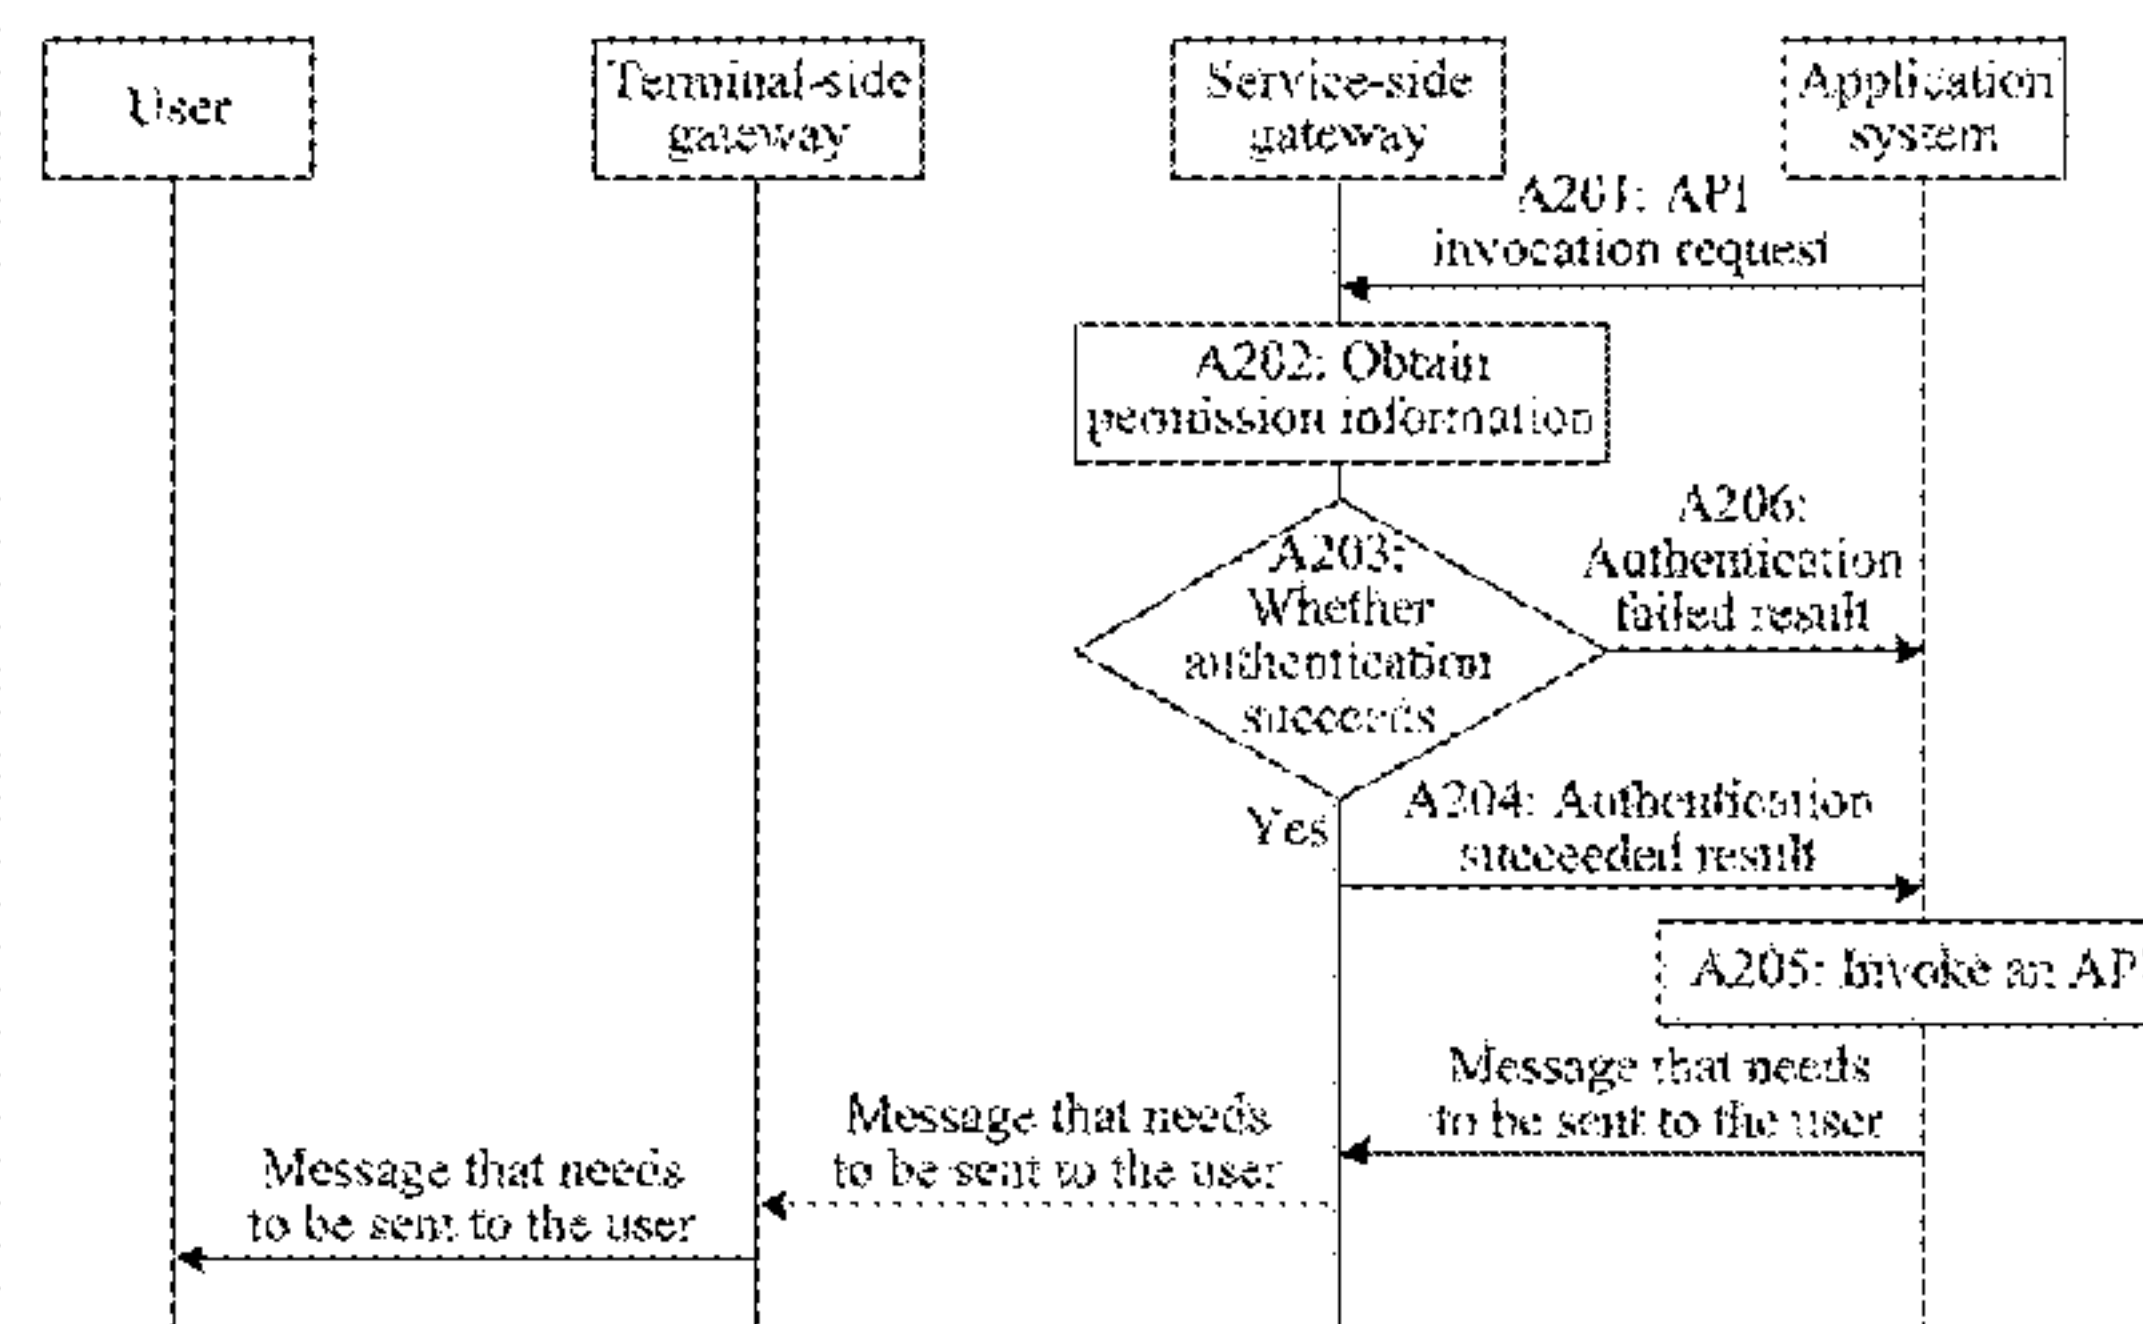 User
Terminal-side
gateway
Service-side
gateway
Application
system
A201: API
invocation request
A202: Obtain
permission information
A203:
Whether
authentication
succeeds
A206:
Authentication
failed result
Yes
A204: Authentication
succeeded result
A205: Invoke an AP
Message that needs
to be sent to the user
Message that needs
to be sent to the user
Message that needs
to be sent to the user